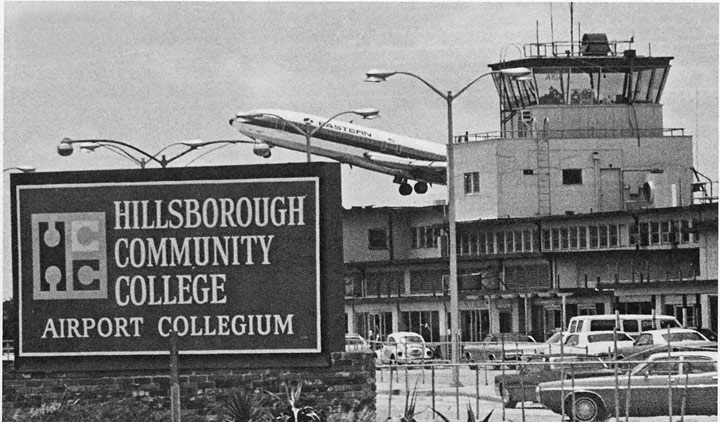 EASTERN
HILLSBOROUGH
COMMUNITY
COLLEGE
AIRPORT COLLEGIUM